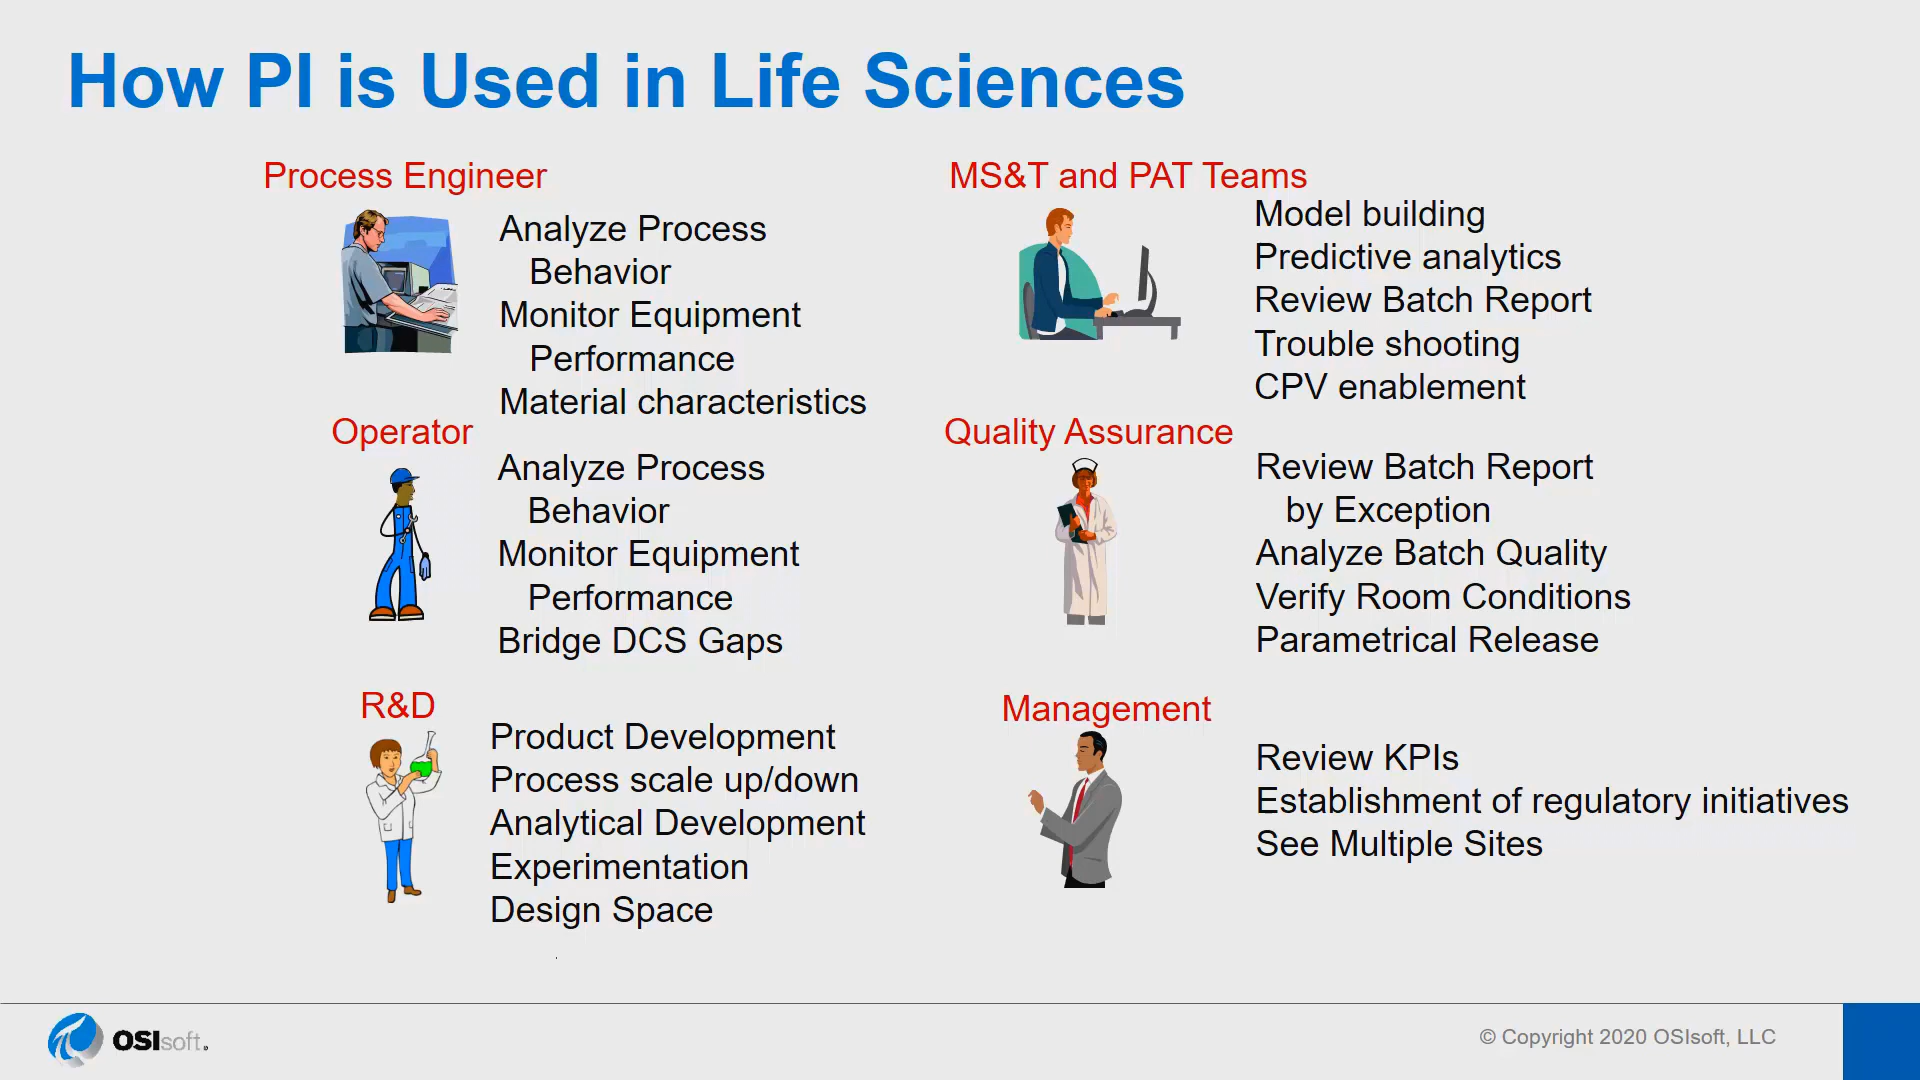 How PI is Used in Life Sciences
Process Engineer
Analyze Process
Behavior
Monitor Equipment
Performance
Material characteristics
Operator
Analyze Process
Behavior
Monitor Equipment
Performance
Bridge DCS Gaps
R&D
Product Development
Process scale up/down
Analytical Development
Experimentation
Design Space
MS&T and PAT Teams
Model building
Predictive analytics
Review Batch Report
Trouble shooting
CPV enablement
Quality Assurance
Review Batch Report
by Exception
Analyze Batch Quality
Verify Room Conditions
Parametrical Release
Management
Review KPIs
Establishment of regulatory initiatives
See Multiple Sites
OSIsoft.
© Copyright 2020 OSIsoft, LLC